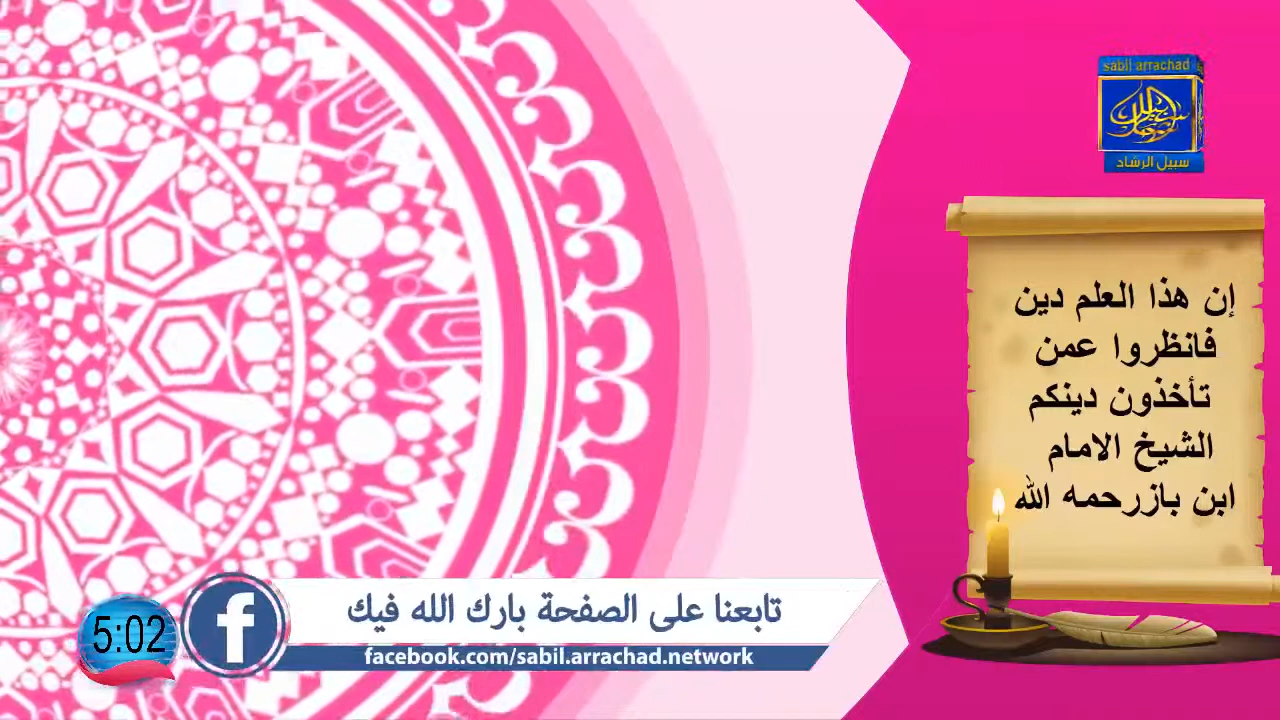 sabil arrachad
سبيل الرشاد
إن هذا العلم دين
فانظروا عمن
تأخذون دينكم
الشيخ الامام
ابن بازرحمه الله
تابعنا على الصفحة بارك الله فيك
facebook.com/sabil.arrachad.network
5:02